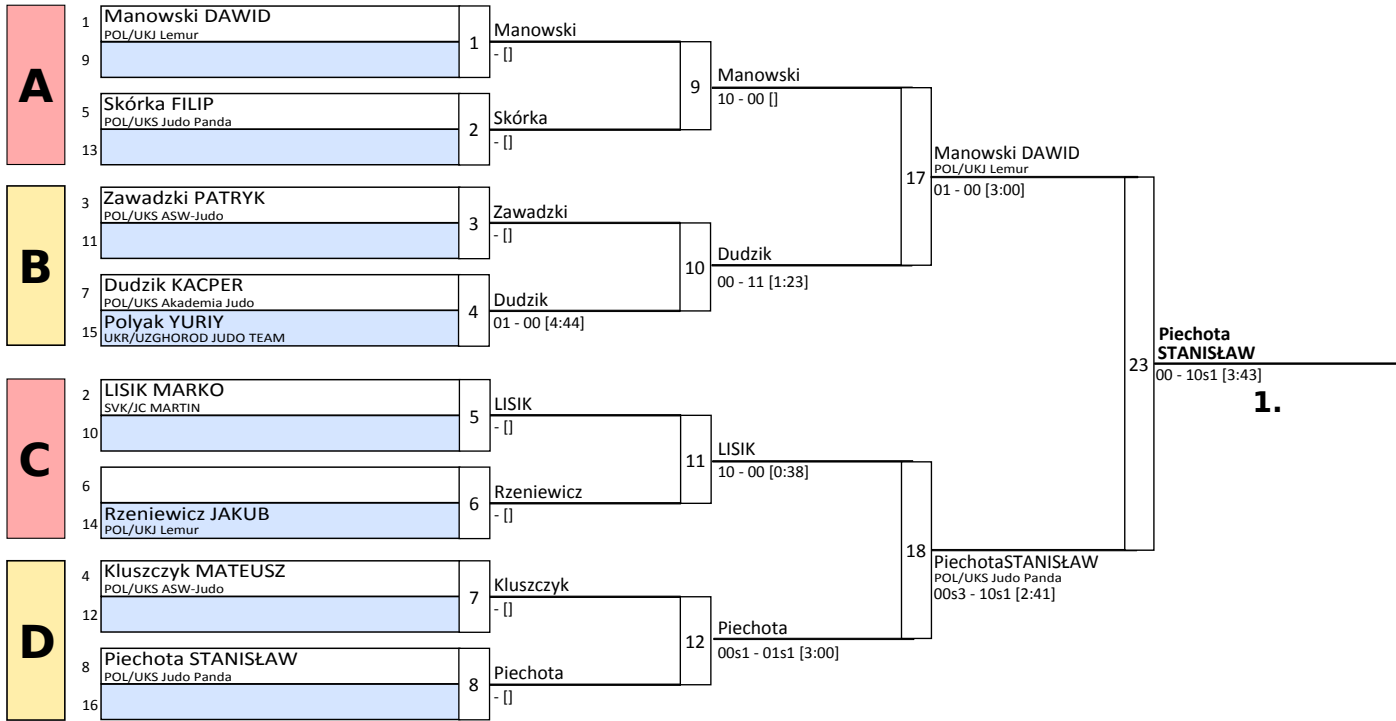 A
1
Manowski DAWID
POL/UKJ Lemur
9
1
Manowski
- []
5
Skórka FILIP
POL/UKS Judo Panda
13
2
Skórka
- []
9
Manowski
10 - 00 []
B
3
Zawadzki PATRYK
POL/UKS ASW-Judo
11
3
Zawadzki
- []
7
Dudzik KACPER
POL/UKS Akademia Judo
15
Polyak YURIY
UKR/UZGHOROD JUDO TEAM
4
Dudzik
01 - 00 [4:44]
10
Dudzik
00 - 11 [1:23]
17
Manowski DAWID
POL/UKJ Lemur
01 - 00 [3:00]
C
2
LISIK MARKO
SVK/JC MARTIN
10
5
LISIK
- []
6
14
Rzeniewicz JAKUB
POL/UKJ Lemur
6
Rzeniewicz
- []
11
LISIK
10 - 00 [0:38]
D
4
Kluszczyk MATEUSZ
POL/UKS ASW-Judo
12
7
Kluszczyk
- []
8
Piechota STANISŁAW
POL/UKS Judo Panda
16
8
Piechota
- []
12
Piechota
00s1 - 01s1 [3:00]
18
PiechotaSTANISŁAW
POL/UKS Judo Panda
00s3 - 10s1 [2:41]
23
Piechota
STANISŁAW
00 - 10s1 [3:43]
1.